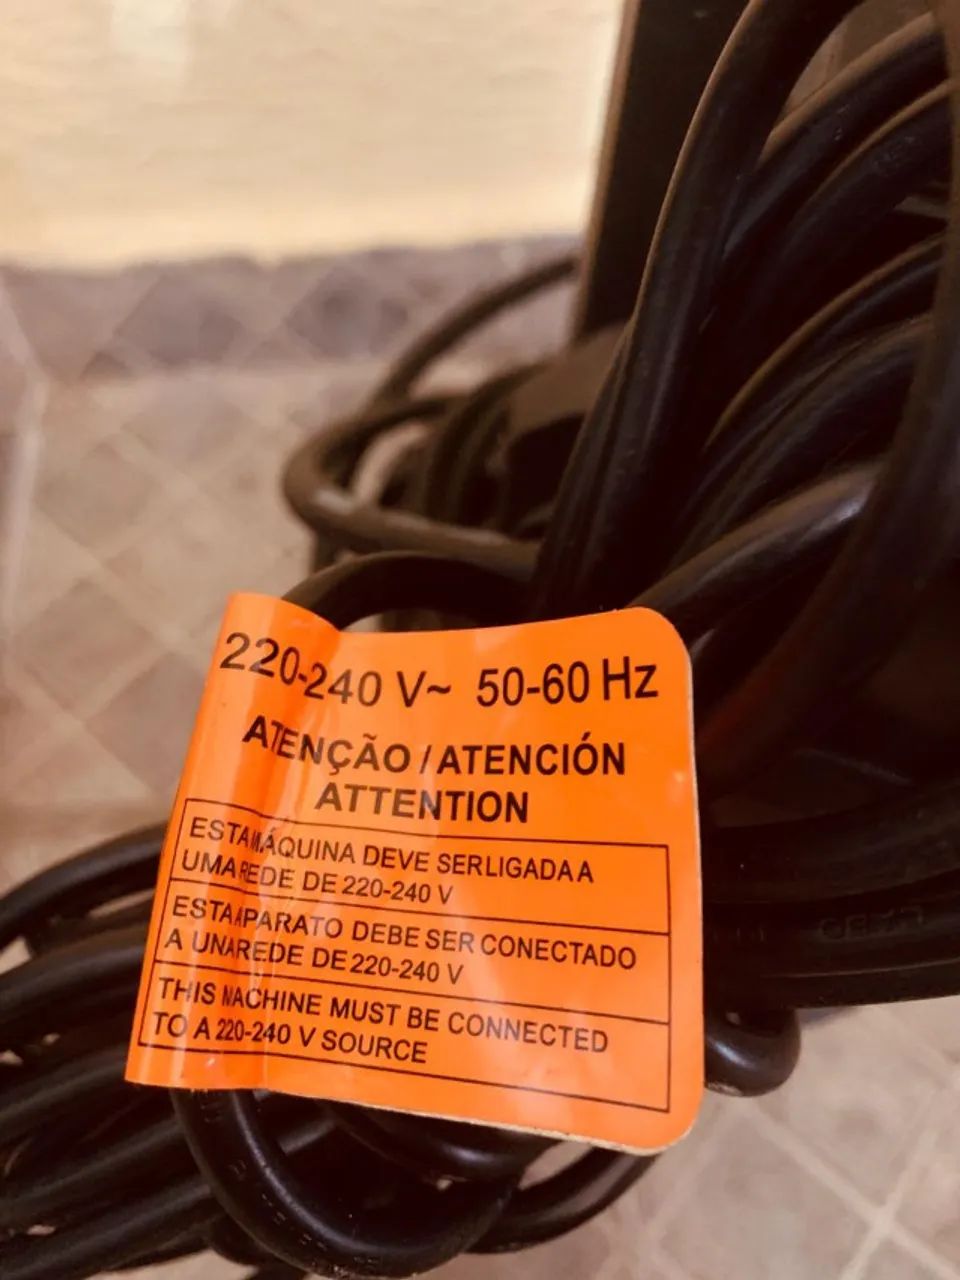 220-240 V~ 50-60 Hz
ATENÇÃO / ATENCIÓN
ATTENTION
ESTA MÁQUINA DEVE SER LIGADA A
UMA REDE DE 220-240 V
ESTA APARATO DEBE SER CONECTADO
A UNA REDE DE 220-240 V
THIS MACHINE MUST BE CONNECTED
TO A 220-240 V SOURCE